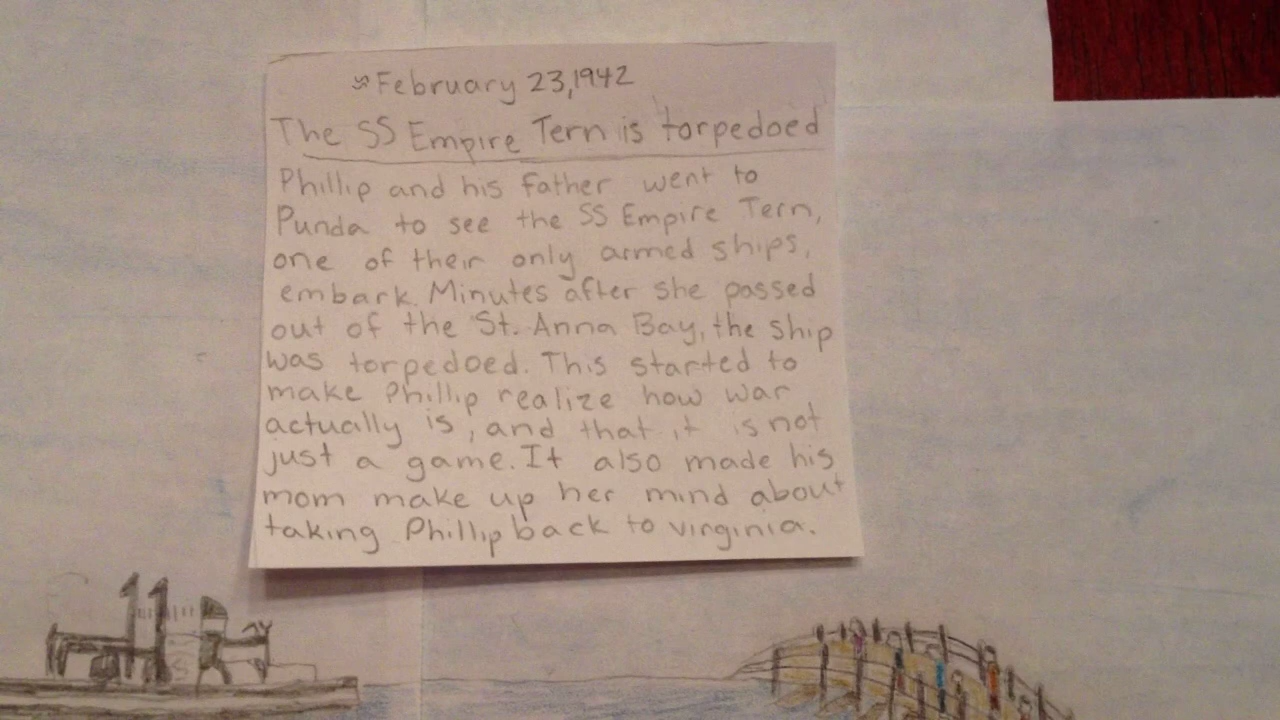 ≈February 23,1942
The SS Empire Tern is torpedoed
Phillip and his father went to
Punda to see the SS Empire Tern,
one of their only armed ships,
embark. Minutes after she passed
out of the St. Anna Bay, the ship
was torpedoed. This started to
make Phillip realize how war
actually is, and that it is not
just a game. It also made his
mom make up her mind about
taking Phillip back to virginia.